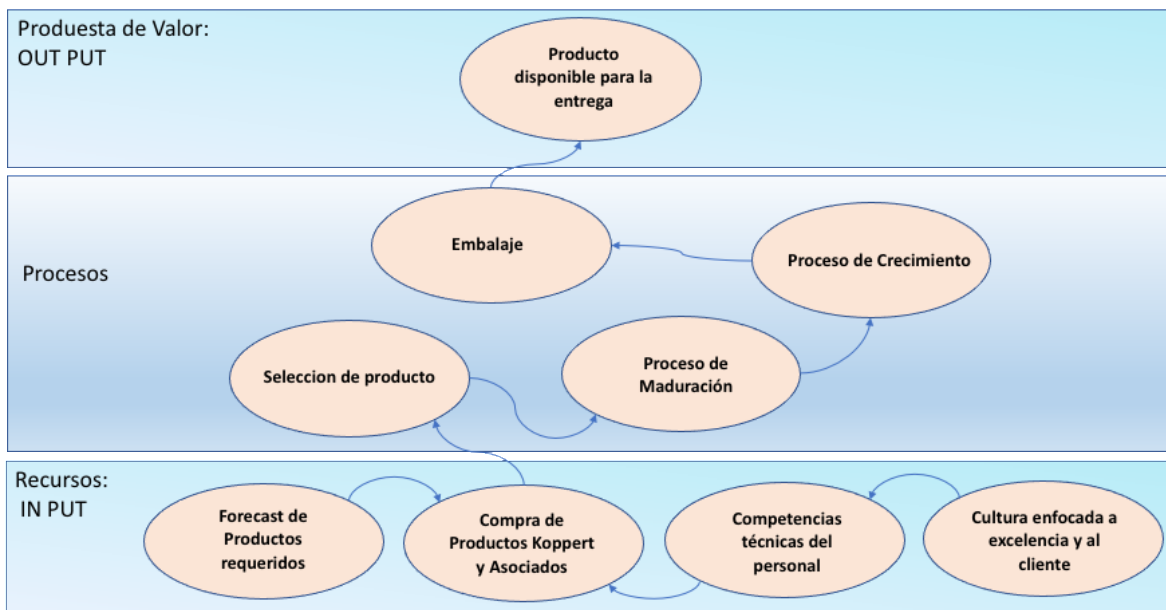 Produesta de Valor:
OUT PUT
Producto
disponible para la
entrega
Embalaje
Proceso de Crecimiento
Procesos
Seleccion de producto
Proceso de
Maduración
Recursos:
IN PUT
Forecast de
Productos
requeridos
Compra de
Productos Koppert
y Asociados
Competencias
técnicas del
personal
Cultura enfocada a
excelencia y al
cliente